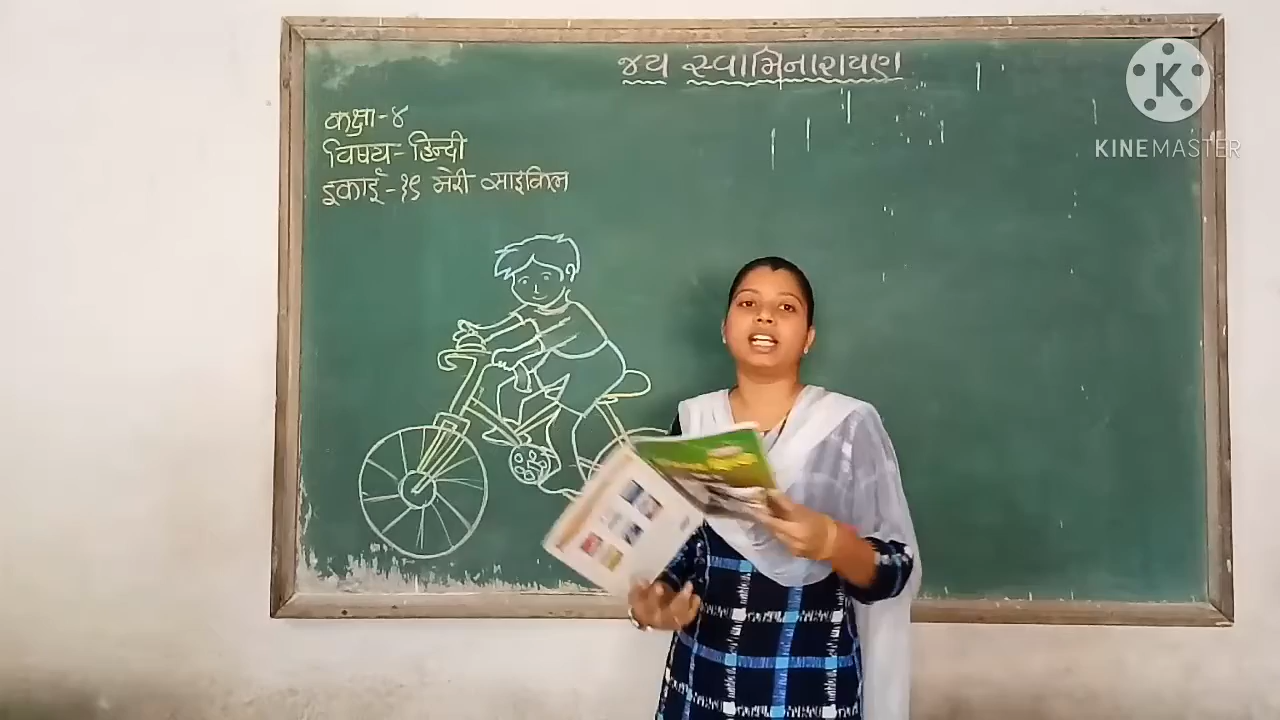 જય સ્વામિનારાયણ
कक्षा-४
विषय- हिन्दी
इकाई-१९ मेरी साइकिल
K
KINEMASTER